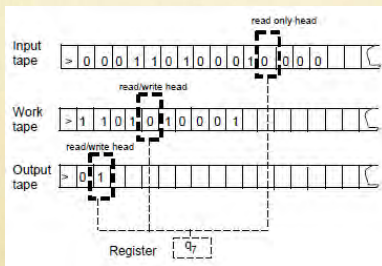 read only head
Input tape
> 0 0 0 1 1 0 1 0 0 0 1 0 0 0 0
read/write head
Work tape
> 1 1 0 1 0 1 0 0 0 1
read/write head
Output tape
> 0 1
Register q7